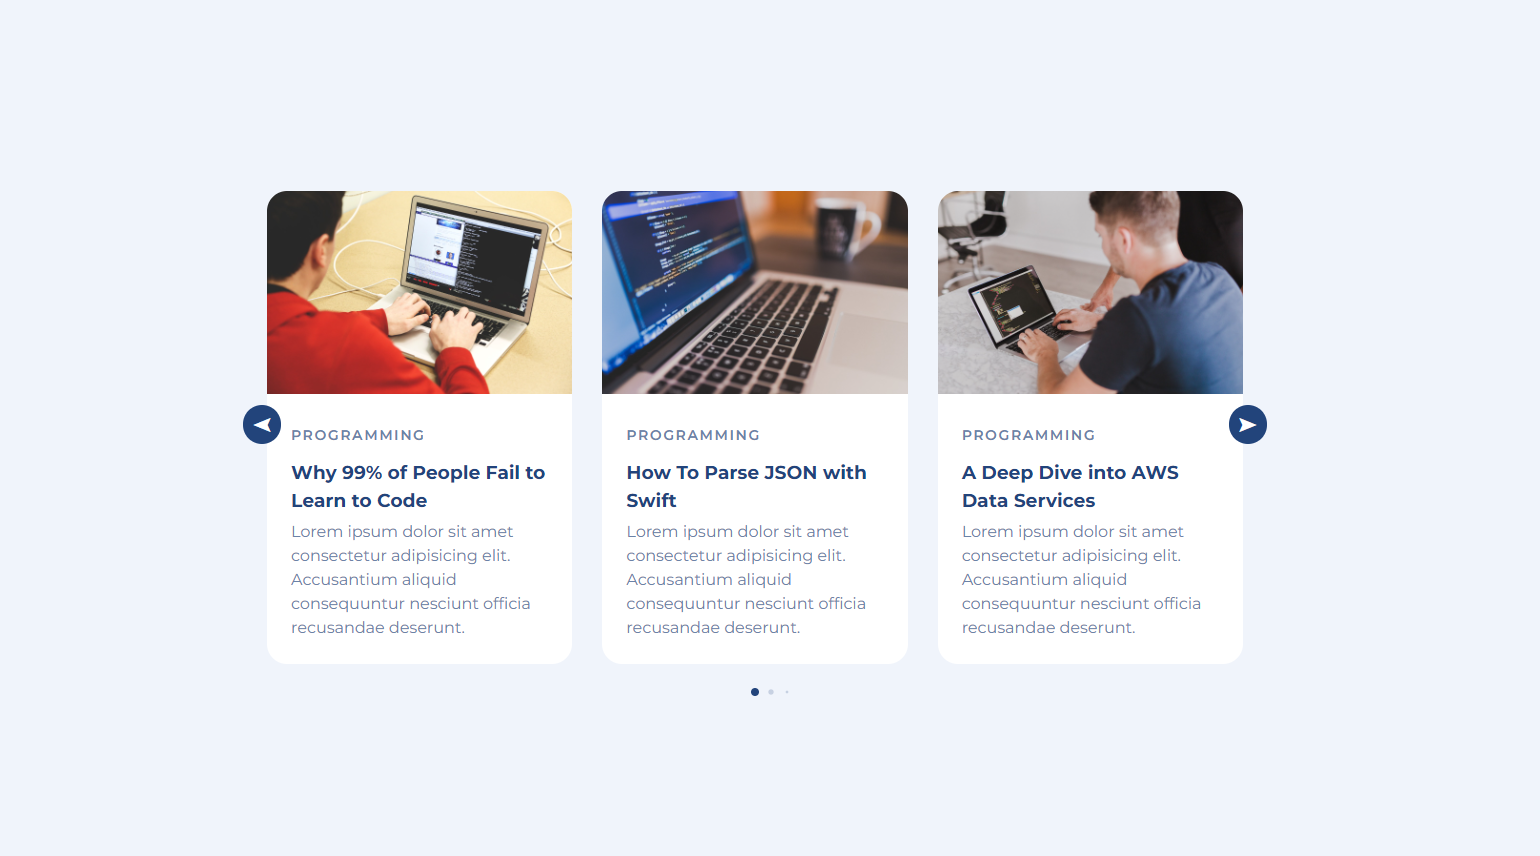 PROGRAMMING
Why 99% of People Fail to
Learn to Code
Lorem ipsum dolor sit amet
consectetur adipisicing elit.
Accusantium aliquid
consequuntur nesciunt officia
recusandae deserunt.
PROGRAMMING
How To Parse JSON with
Swift
Lorem ipsum dolor sit amet
consectetur adipisicing elit.
Accusantium aliquid
consequuntur nesciunt officia
recusandae deserunt.
PROGRAMMING
A Deep Dive into AWS
Data Services
Lorem ipsum dolor sit amet
consectetur adipisicing elit.
Accusantium aliquid
consequuntur nesciunt officia
recusandae deserunt.